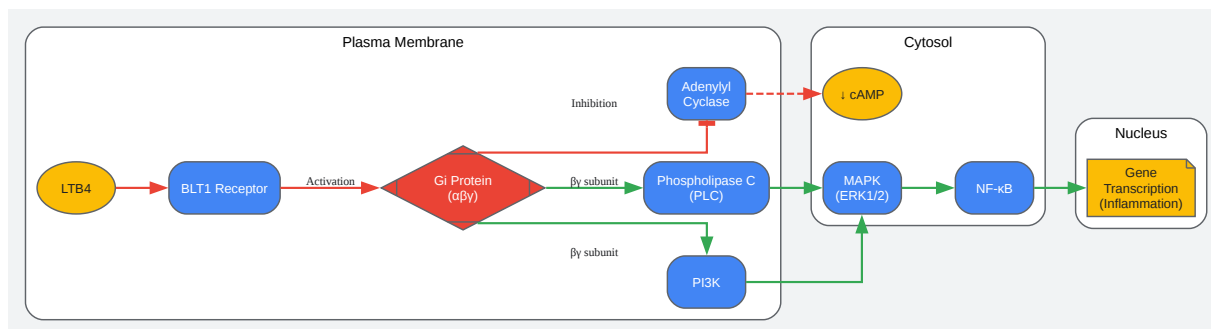 Plasma Membrane
Cytosol
Nucleus
LTB4
BLT1 Receptor
Activation
Gi Protein
(αβγ)
Inhibition
Adenylyl
Cyclase
↓ cAMP
βγ subunit
Phospholipase C
(PLC)
MAPK
(ERK1/2)
NF-κB
Gene
Transcription
(Inflammation)
βγ subunit
PI3K